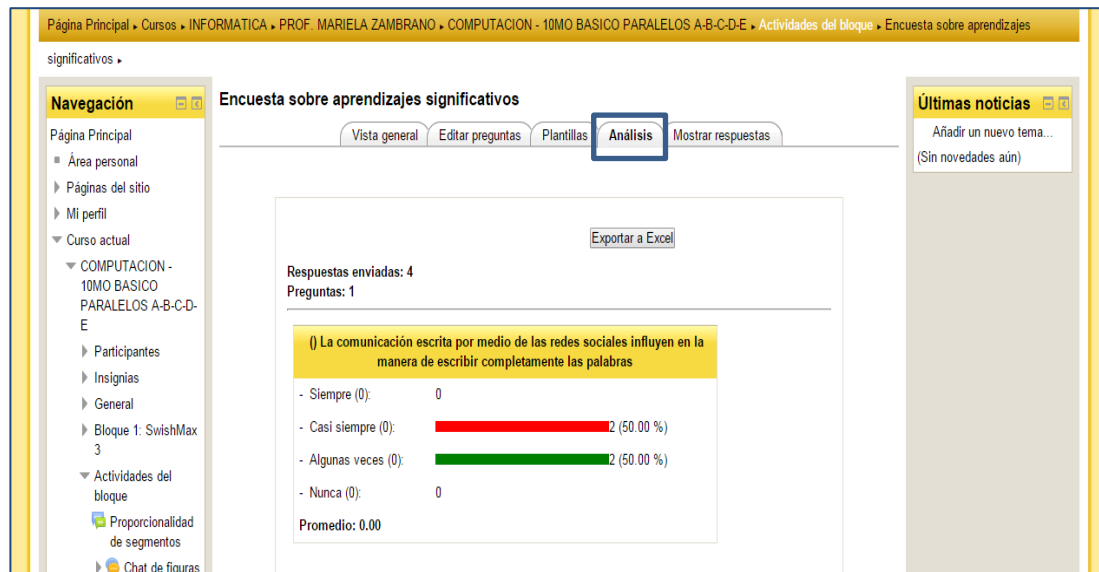 Página Principal ▸ Cursos ▸ INFORMATICA ▸ PROF. MARIELA ZAMBRANO ▸ COMPUTACION - 10MO BASICO PARALELOS A-B-C-D-E ▸ Actividades del bloque ▸ Encuesta sobre aprendizajes
significativos ▸
Navegación
Página Principal
Área personal
Páginas del sitio
Mi perfil
Curso actual
COMPUTACION -
10MO BASICO
PARALELOS A-B-C-D-
E
Participantes
Insignias
General
Bloque 1: SwishMax
3
Actividades del
bloque
Proporcionalidad
de segmentos
Chat de figuras
Encuesta sobre aprendizajes significativos
Vista general Editar preguntas Plantillas Análisis Mostrar respuestas
Exportar a Excel
Respuestas enviadas: 4
Preguntas: 1
() La comunicación escrita por medio de las redes sociales influyen en la
manera de escribir completamente las palabras
- Siempre (0): 0
- Casi siempre (0): 2 (50.00 %)
- Algunas veces (0): 2 (50.00 %)
- Nunca (0): 0
Promedio: 0.00
Últimas noticias
Añadir un nuevo tema...
(Sin novedades aún)